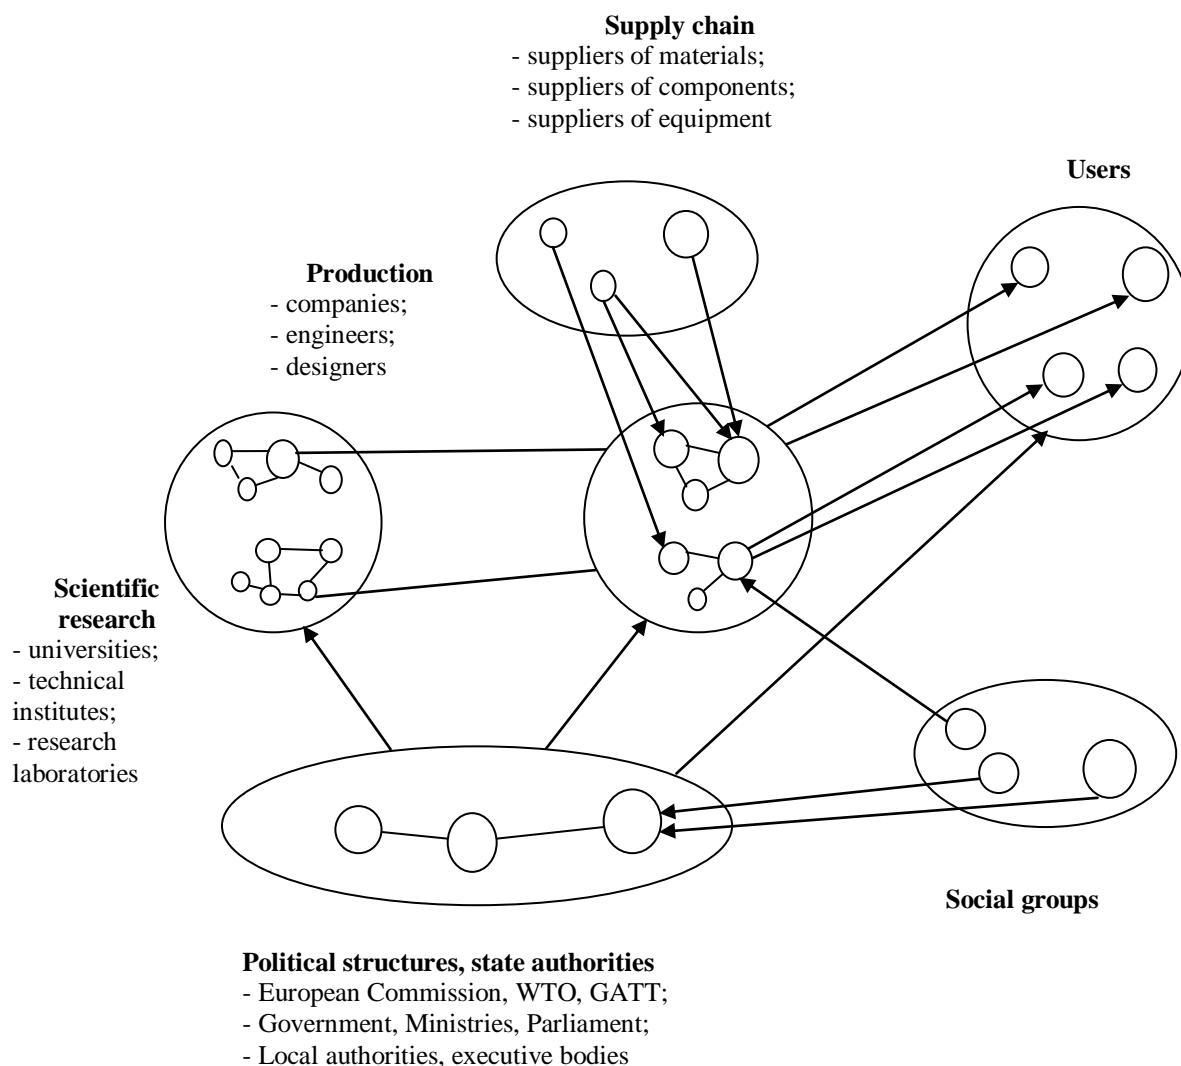 Supply chain
- suppliers of materials;
- suppliers of components;
- suppliers of equipment
Users
Production
- companies;
- engineers;
- designers
Scientific
research
- universities;
- technical
institutes;
- research
laboratories
Social groups
Political structures, state authorities
- European Commission, WTO, GATT;
- Government, Ministries, Parliament;
- Local authorities, executive bodies